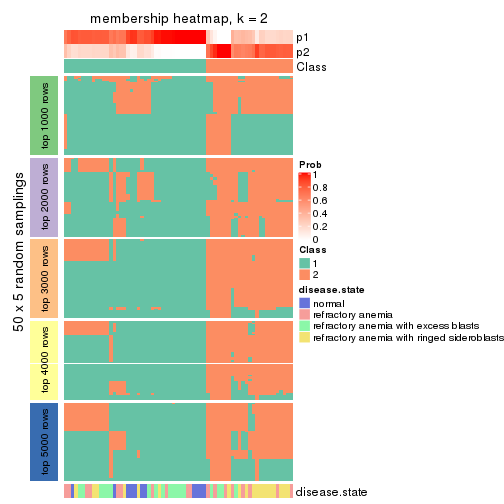 membership heatmap, k = 2
p1
p2
Class
50 x 5 random samplings
top 1000 rows
top 2000 rows
top 3000 rows
top 4000 rows
top 5000 rows
Prob
1
0.8
0.6
0.4
0.2
0
Class
1
2
disease.state
normal
refractory anemia
refractory anemia with excess blasts
refractory anemia with ringed sideroblasts
disease.state